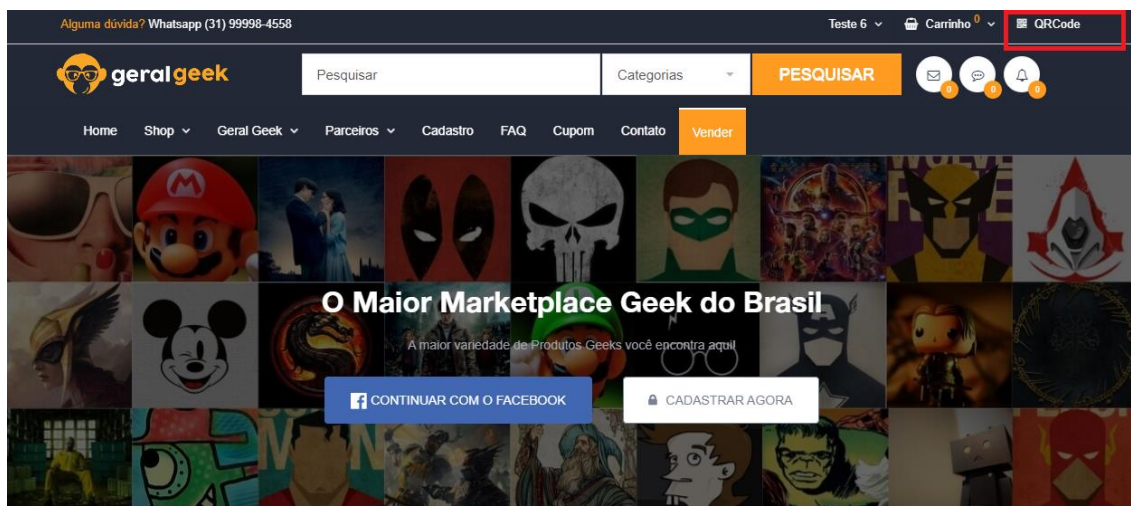 Alguma dúvida? Whatsapp (31) 99998-4558
Teste 6
Carrinho 0
QRCode
geralgeek
Pesquisar
Categorias
PESQUISAR
0
0
0
Home
Shop
Geral Geek
Parceiros
Cadastro
FAQ
Cupom
Contato
Vender
O Maior Marketplace Geek do Brasil
A maior variedade de Produtos Geeks você encontra aqui!
CONTINUAR COM O FACEBOOK
CADASTRAR AGORA